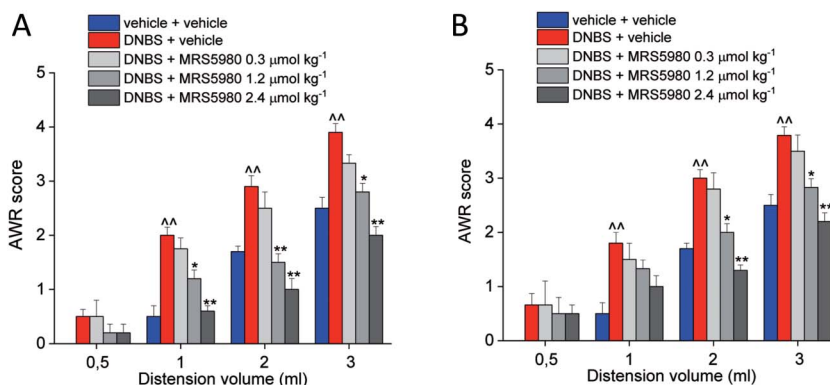 A
vehicle + vehicle
DNBS + vehicle
DNBS + MRS5980 0.3 µmol kg⁻¹
DNBS + MRS5980 1.2 µmol kg⁻¹
DNBS + MRS5980 2.4 µmol kg⁻¹
5
4
3
2
1
0
AWR score
^^
*
**
^^
**
**
^^
*
**
0,5 1 2 3
Distension volume (ml)
B
vehicle + vehicle
DNBS + vehicle
DNBS + MRS5980 0.3 µmol kg⁻¹
DNBS + MRS5980 1.2 µmol kg⁻¹
DNBS + MRS5980 2.4 µmol kg⁻¹
5
4
3
2
1
0
AWR score
^^
^^
*
**
^^
*
**
0,5 1 2 3
Distension volume (ml)